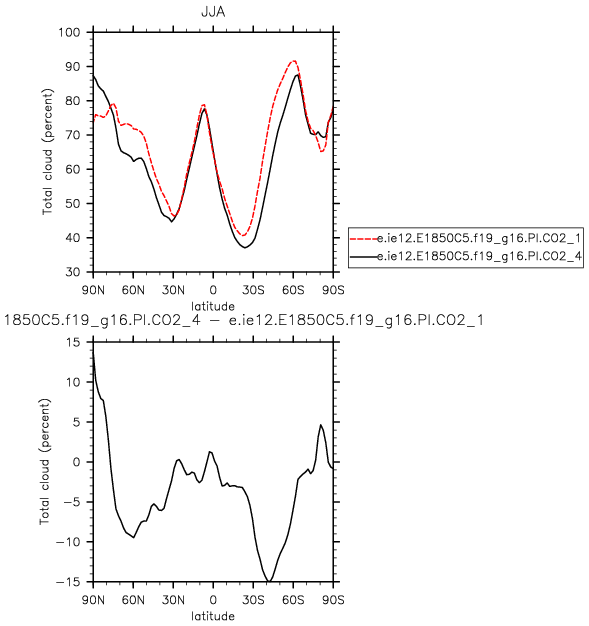 JJA
100
90
80
70
60
50
40
30
Total cloud (percent)
90N 60N 30N 0 30S 60S 90S
latitude
e.ie12.E1850C5.f19_g16.PI.CO2_1
e.ie12.E1850C5.f19_g16.PI.CO2_4
1850C5.f19_g16.PI.CO2_4 – e.ie12.E1850C5.f19_g16.PI.CO2_1
15
10
5
0
−5
−10
−15
Total cloud (percent)
90N 60N 30N 0 30S 60S 90S
latitude